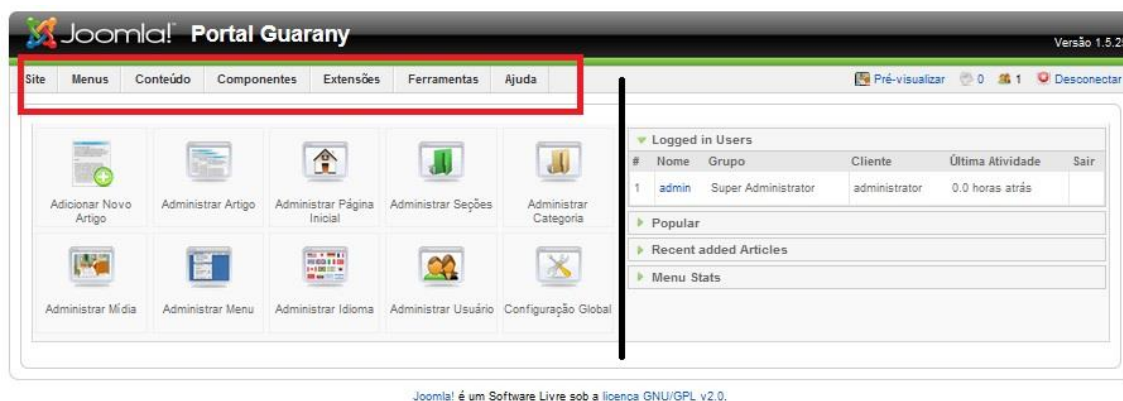 Joomla! Portal Guarany
Versão 1.5.2
Site Menus Conteúdo Componentes Extensões Ferramentas Ajuda
Pré-visualizar 0 1 Desconectar
Adicionar Novo
Artigo
Administrar Artigo
Administrar Página
Inicial
Administrar Seções
Administrar
Categoria
Administrar Mídia
Administrar Menu
Administrar Idioma
Administrar Usuário
Configuração Global
Logged in Users
# Nome Grupo Cliente Última Atividade Sair
1 admin Super Administrator administrator 0.0 horas atrás
Popular
Recent added Articles
Menu Stats
Joomla! é um Software Livre sob a licença GNU/GPL v2.0.